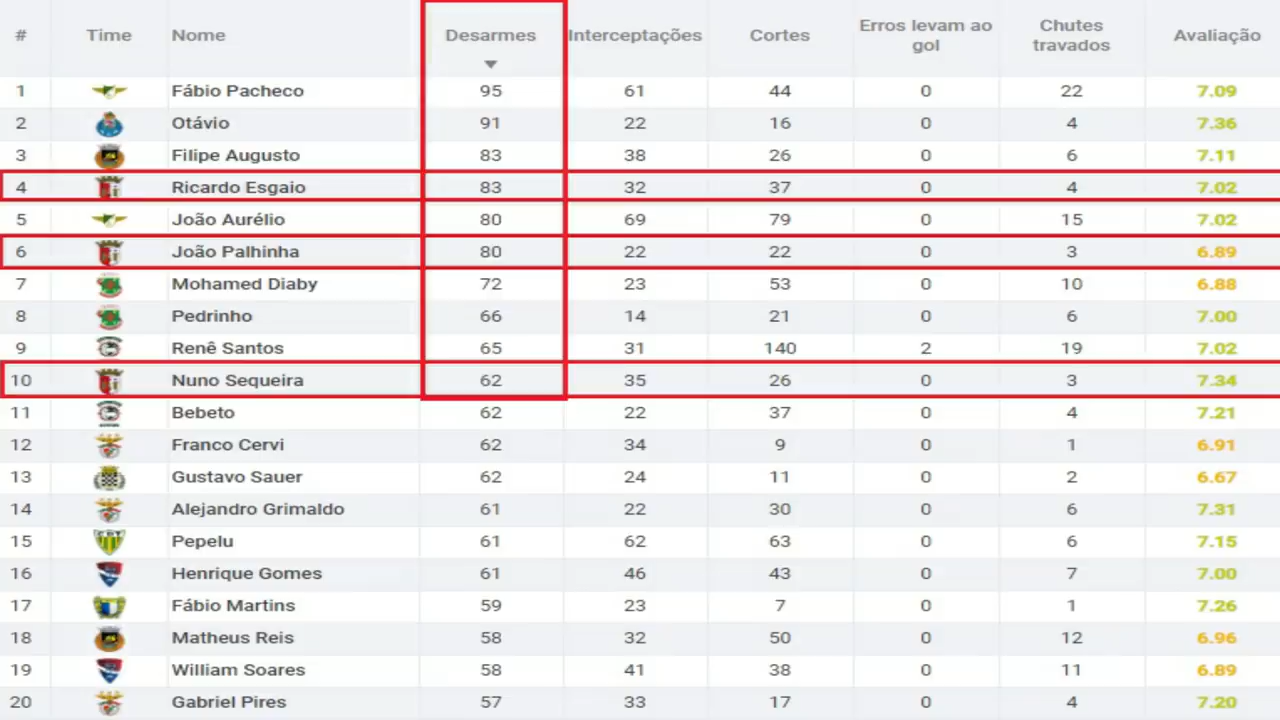 # Time Nome Desarmes Interceptações Cortes Erros levam ao gol Chutes travados Avaliação
1 Fábio Pacheco 95 61 44 0 22 7.09
2 Otávio 91 22 16 0 4 7.36
3 Filipe Augusto 83 38 26 0 6 7.11
4 Ricardo Esgaio 83 32 37 0 4 7.02
5 João Aurélio 80 69 79 0 15 7.02
6 João Palhinha 80 22 22 0 3 6.89
7 Mohamed Diaby 72 23 53 0 10 6.88
8 Pedrinho 66 14 21 0 6 7.00
9 Renê Santos 65 31 140 2 19 7.02
10 Nuno Sequeira 62 35 26 0 3 7.34
11 Bebeto 62 22 37 0 4 7.21
12 Franco Cervi 62 34 9 0 1 6.91
13 Gustavo Sauer 62 24 11 0 2 6.67
14 Alejandro Grimaldo 61 22 30 0 6 7.31
15 Pepelu 61 62 63 0 6 7.15
16 Henrique Gomes 61 46 43 0 7 7.00
17 Fábio Martins 59 23 7 0 1 7.26
18 Matheus Reis 58 32 50 0 12 6.96
19 William Soares 58 41 38 0 11 6.89
20 Gabriel Pires 57 33 17 0 4 7.20